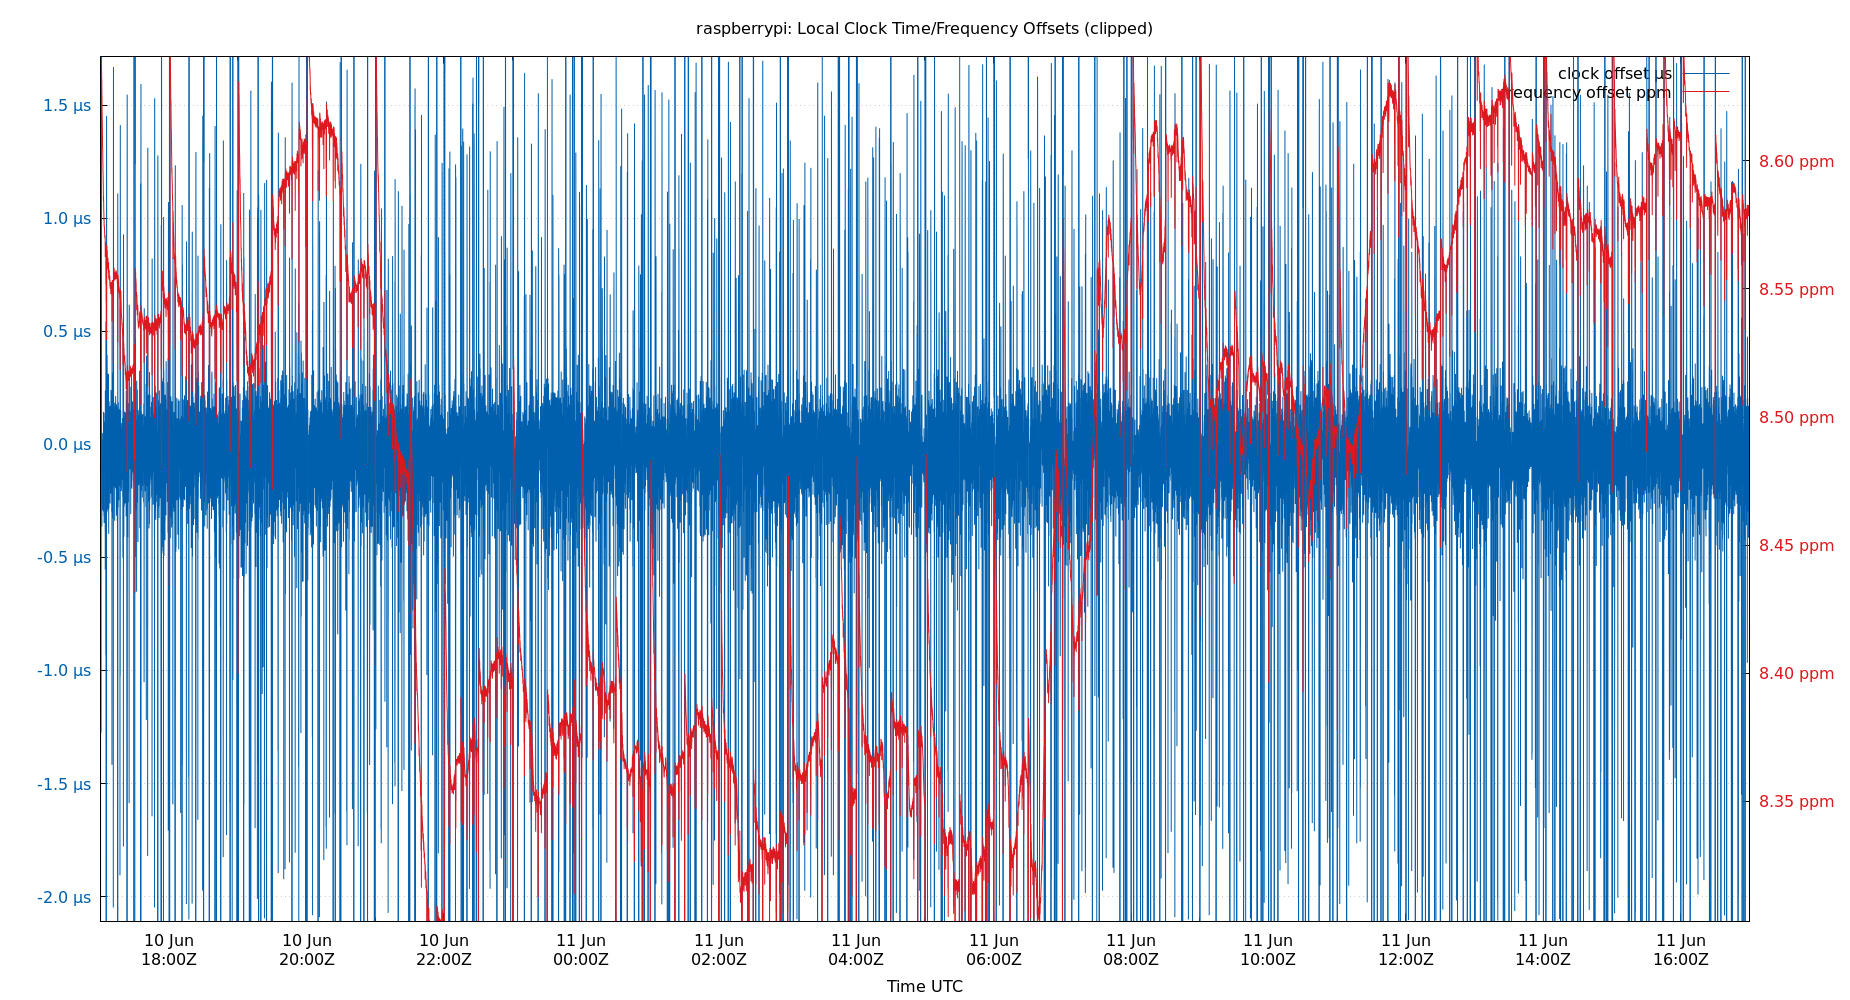 raspberrypi: Local Clock Time/Frequency Offsets (clipped)
clock offset µs
frequency offset ppm
1.5 µs
1.0 µs
0.5 µs
0.0 µs
-0.5 µs
-1.0 µs
-1.5 µs
-2.0 µs
8.60 ppm
8.55 ppm
8.50 ppm
8.45 ppm
8.40 ppm
8.35 ppm
10 Jun
18:00Z
10 Jun
20:00Z
10 Jun
22:00Z
11 Jun
00:00Z
11 Jun
02:00Z
11 Jun
04:00Z
11 Jun
06:00Z
11 Jun
08:00Z
11 Jun
10:00Z
11 Jun
12:00Z
11 Jun
14:00Z
11 Jun
16:00Z
Time UTC